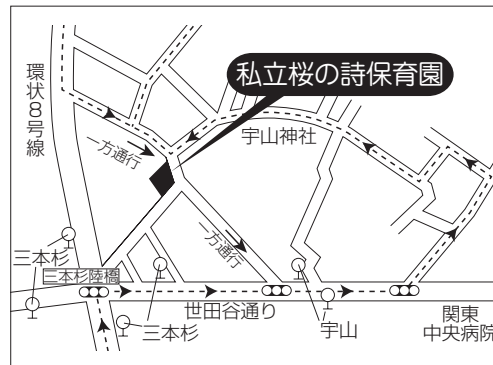 私立桜の詩保育園
環状8号線
宇山神社
一方通行
一方通行
三本杉
三本杉陸橋
三本杉
世田谷通り
宇山
関東
中央病院